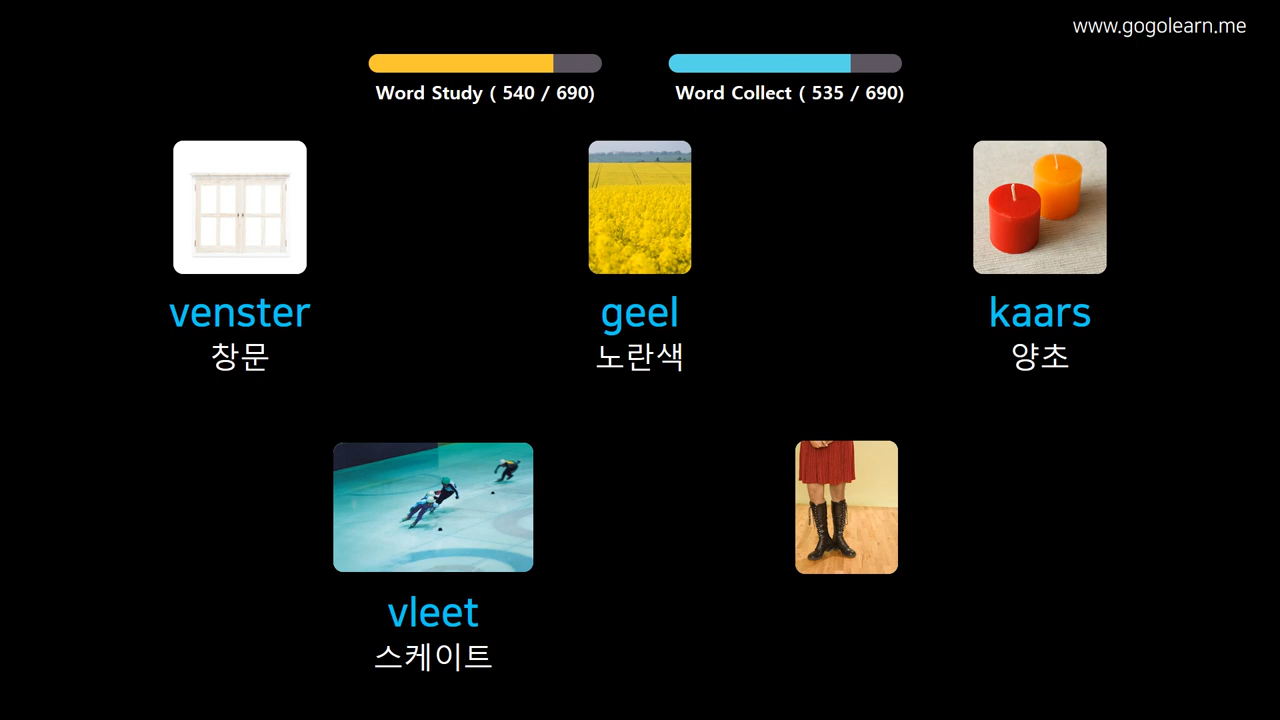 www.gogolearn.me
Word Study ( 540 / 690)
Word Collect ( 535 / 690)
venster
창문
geel
노란색
kaars
양초
vleet
스케이트